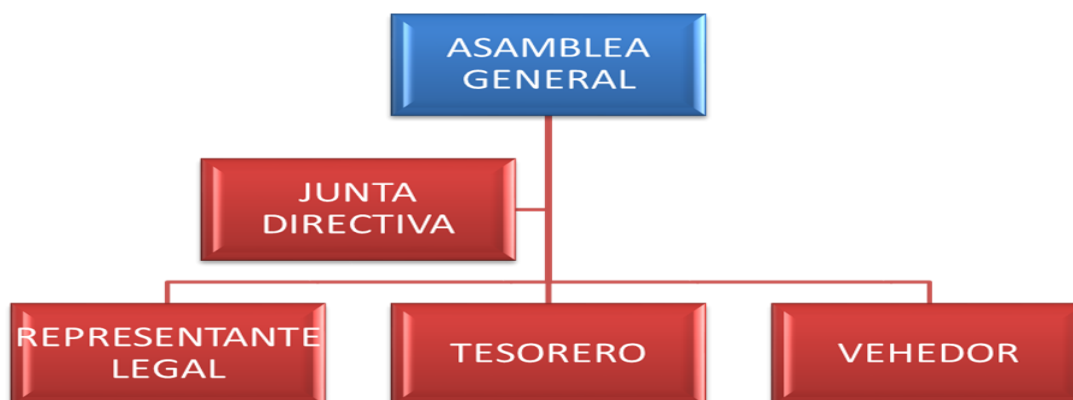 ASAMBLEA
GENERAL
JUNTA
DIRECTIVA
REPRESENTANTE
LEGAL
TESORERO
VEHEDOR